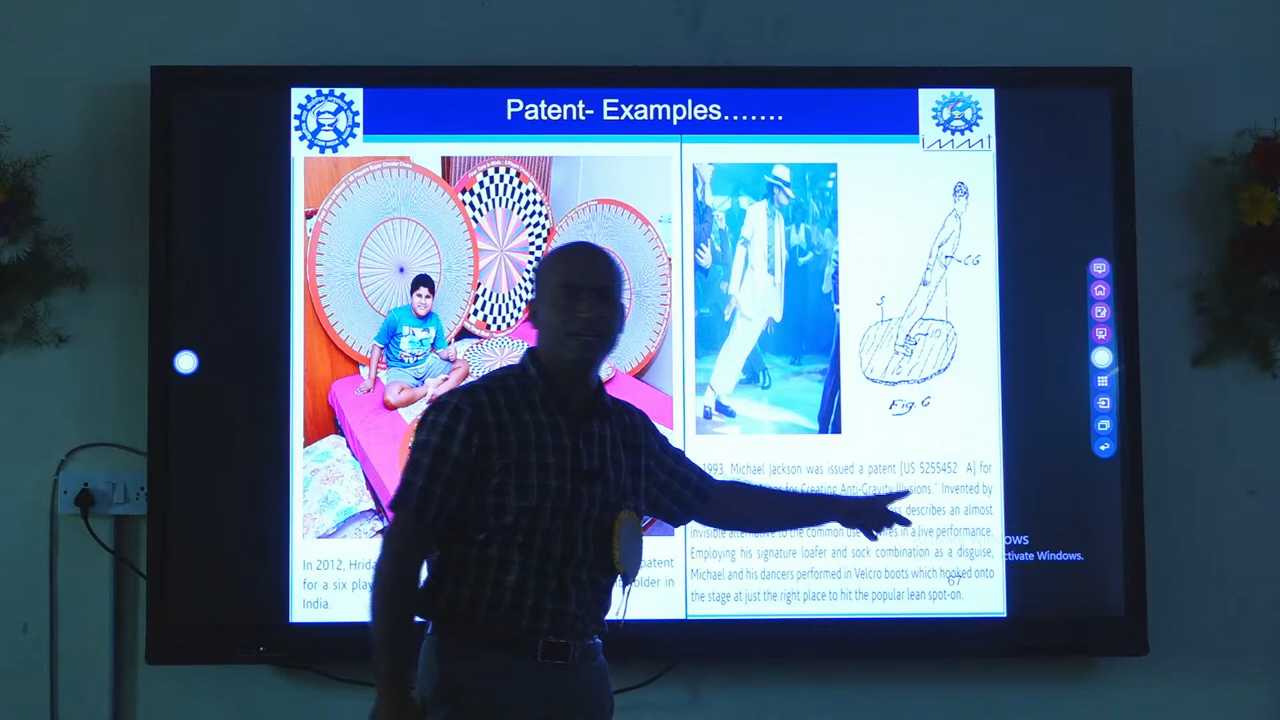 Patent- Examples.......
immt
CG
S
Fig. 6
In 2012, Hrida patent
for a six play older in
India.
1993, Michael Jackson was issued a patent [US 5255452 A] for
for Creating Anti-Gravity Illusions." Invented by
describes an almost
invisible alternative to the common use wires in a live performance.
Employing his signature loafer and sock combination as a disguise,
Michael and his dancers performed in Velcro boots which hooked onto
the stage at just the right place to hit the popular lean spot-on.
67
ctivate Windows.